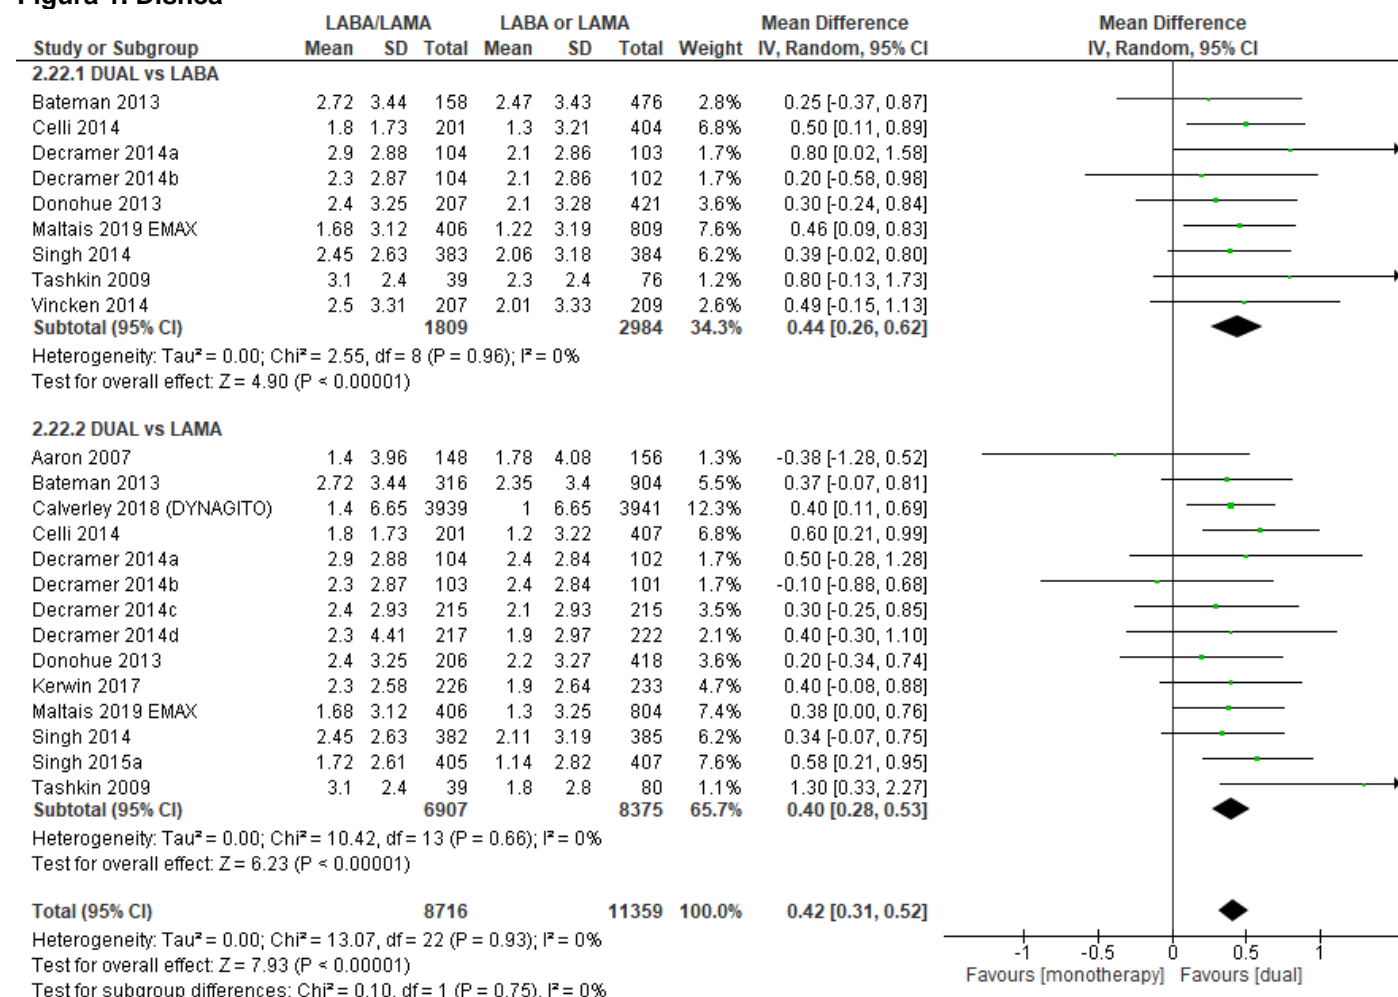 Figura 1. Disnea
LABA/LAMA LABA or LAMA Mean Difference Mean Difference
Study or Subgroup Mean SD Total Mean SD Total Weight IV, Random, 95% CI IV, Random, 95% CI
2.22.1 DUAL vs LABA
Bateman 2013 2.72 3.44 158 2.47 3.43 476 2.8% 0.25 [-0.37, 0.87]
Celli 2014 1.8 1.73 201 1.3 3.21 404 6.8% 0.50 [0.11, 0.89]
Decramer 2014a 2.9 2.88 104 2.1 2.86 103 1.7% 0.80 [0.02, 1.58]
Decramer 2014b 2.3 2.87 104 2.1 2.86 102 1.7% 0.20 [-0.58, 0.98]
Donohue 2013 2.4 3.25 207 2.1 3.28 421 3.6% 0.30 [-0.24, 0.84]
Maltais 2019 EMAX 1.68 3.12 406 1.22 3.19 809 7.6% 0.46 [0.09, 0.83]
Singh 2014 2.45 2.63 383 2.06 3.18 384 6.2% 0.39 [-0.02, 0.80]
Tashkin 2009 3.1 2.4 39 2.3 2.4 76 1.2% 0.80 [-0.13, 1.73]
Vincken 2014 2.5 3.31 207 2.01 3.33 209 2.6% 0.49 [-0.15, 1.13]
Subtotal (95% CI) 1809 2984 34.3% 0.44 [0.26, 0.62]
Heterogeneity: Tau² = 0.00; Chi² = 2.55, df = 8 (P = 0.96); I² = 0%
Test for overall effect: Z = 4.90 (P < 0.00001)
2.22.2 DUAL vs LAMA
Aaron 2007 1.4 3.96 148 1.78 4.08 156 1.3% -0.38 [-1.28, 0.52]
Bateman 2013 2.72 3.44 316 2.35 3.4 904 5.5% 0.37 [-0.07, 0.81]
Calverley 2018 (DYNAGITO) 1.4 6.65 3939 1 6.65 3941 12.3% 0.40 [0.11, 0.69]
Celli 2014 1.8 1.73 201 1.2 3.22 407 6.8% 0.60 [0.21, 0.99]
Decramer 2014a 2.9 2.88 104 2.4 2.84 102 1.7% 0.50 [-0.28, 1.28]
Decramer 2014b 2.3 2.87 103 2.4 2.84 101 1.7% -0.10 [-0.88, 0.68]
Decramer 2014c 2.4 2.93 215 2.1 2.93 215 3.5% 0.30 [-0.25, 0.85]
Decramer 2014d 2.3 4.41 217 1.9 2.97 222 2.1% 0.40 [-0.30, 1.10]
Donohue 2013 2.4 3.25 206 2.2 3.27 418 3.6% 0.20 [-0.34, 0.74]
Kerwin 2017 2.3 2.58 226 1.9 2.64 233 4.7% 0.40 [-0.08, 0.88]
Maltais 2019 EMAX 1.68 3.12 406 1.3 3.25 804 7.4% 0.38 [0.00, 0.76]
Singh 2014 2.45 2.63 382 2.11 3.19 385 6.2% 0.34 [-0.07, 0.75]
Singh 2015a 1.72 2.61 405 1.14 2.82 407 7.6% 0.58 [0.21, 0.95]
Tashkin 2009 3.1 2.4 39 1.8 2.8 80 1.1% 1.30 [0.33, 2.27]
Subtotal (95% CI) 6907 8375 65.7% 0.40 [0.28, 0.53]
Heterogeneity: Tau² = 0.00; Chi² = 10.42, df = 13 (P = 0.66); I² = 0%
Test for overall effect: Z = 6.23 (P < 0.00001)
Total (95% CI) 8716 11359 100.0% 0.42 [0.31, 0.52]
Heterogeneity: Tau² = 0.00; Chi² = 13.07, df = 22 (P = 0.93); I² = 0%
Test for overall effect: Z = 7.93 (P < 0.00001)
Test for subgroup differences: Chi² = 0.10, df = 1 (P = 0.75), I² = 0%
-1 -0.5 0 0.5 1
Favours [monotherapy] Favours [dual]